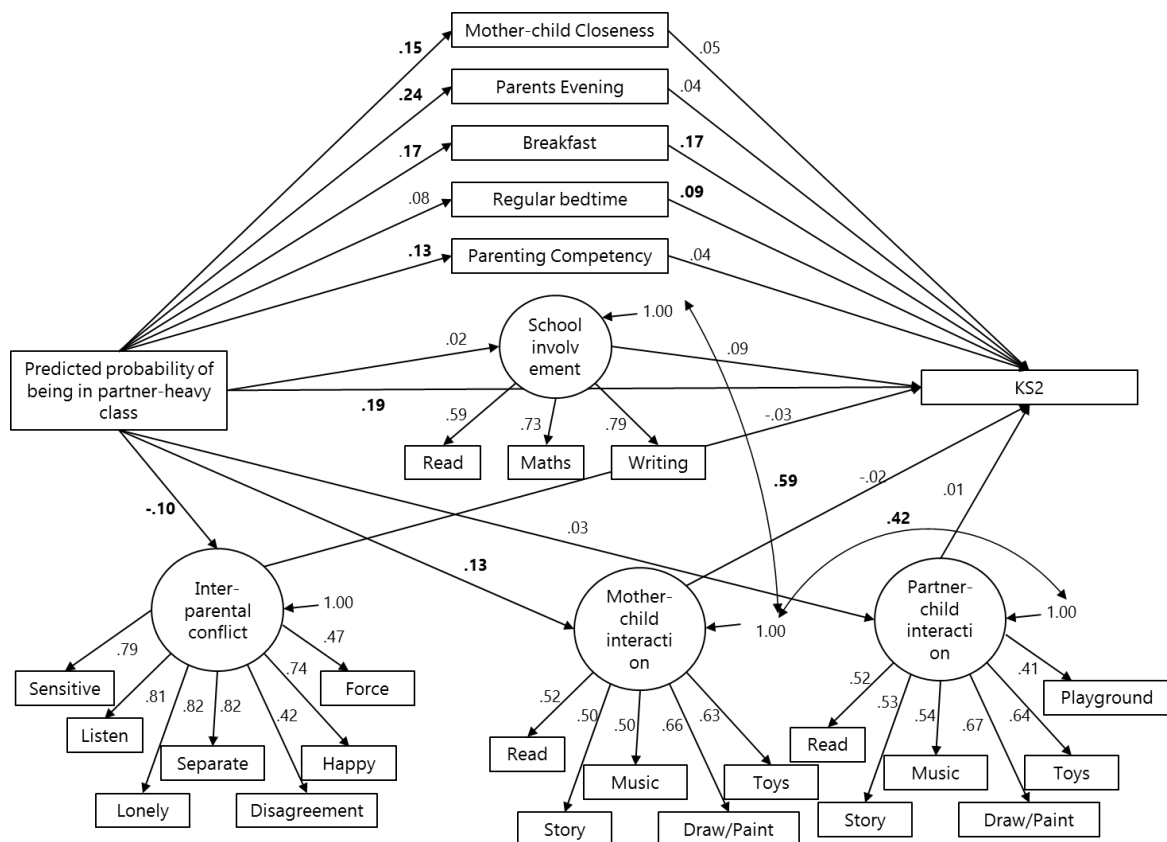 Mother-child Closeness
.15
.05
Parents Evening
.24
.04
Breakfast
.17
.17
Regular bedtime
.08
.09
Parenting Competency
.13
.04
School
involv
ement
1.00
.02
.09
Predicted probability of
being in partner-heavy
class
KS2
.19
-.03
.59
.73
.79
Read
Maths
Writing
.59
-.02
.01
-.10
.03
.42
.13
Inter-
parental
conflict
1.00
Mother-
child
interacti
on
1.00
Partner-
child
interacti
on
1.00
.79
.81
.82
.82
.42
.74
.47
Sensitive
Force
Listen
Separate
Happy
Lonely
Disagreement
.52
.50
.50
.66
.63
Read
Music
Toys
Story
Draw/Paint
.52
.53
.54
.67
.64
.41
Playground
Read
Music
Toys
Story
Draw/Paint